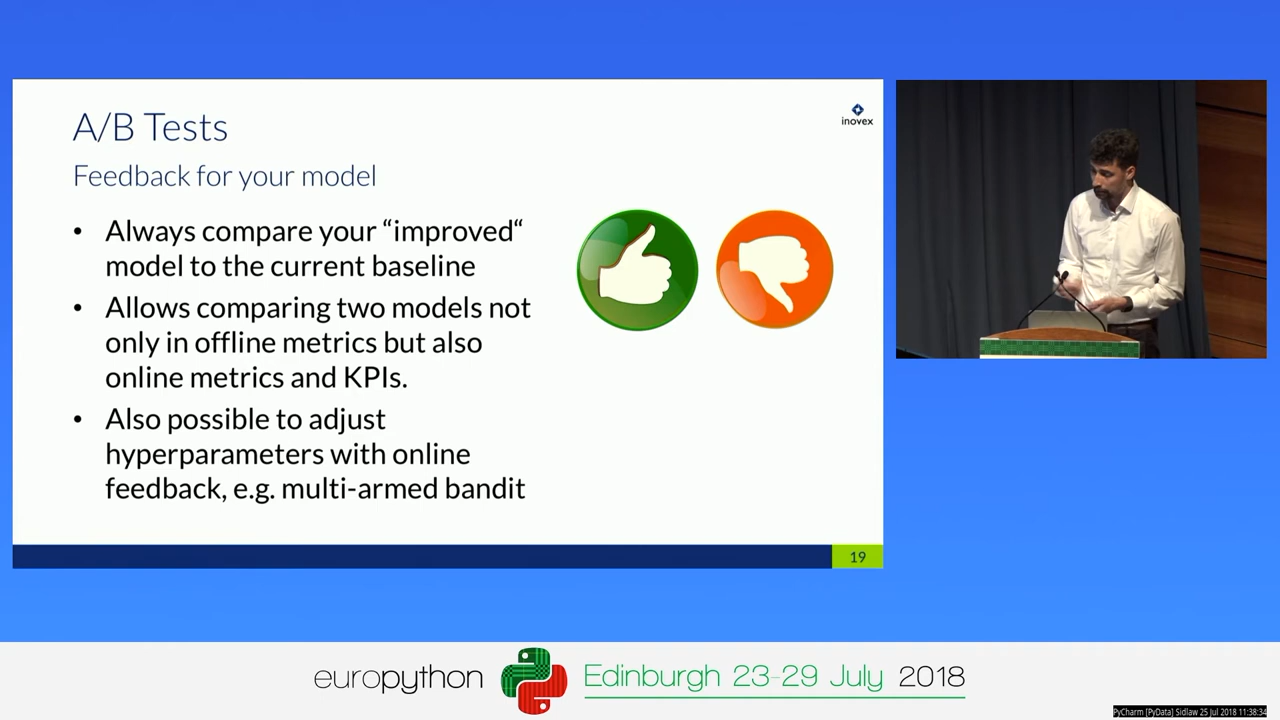 A/B Tests
inovex
Feedback for your model
• Always compare your “improved“
model to the current baseline
• Allows comparing two models not
only in offline metrics but also
online metrics and KPIs.
• Also possible to adjust
hyperparameters with online
feedback, e.g. multi-armed bandit
19
europython Edinburgh 23-29 July 2018
PyCharm [PyData] Sidlaw 25 Jul 2018 11:38:34